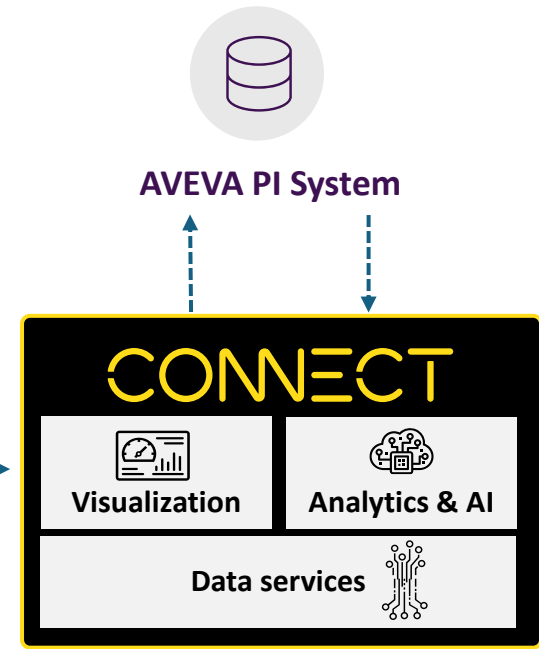 AVEVA PI System
CONNECT
Visualization
Analytics & AI
Data services